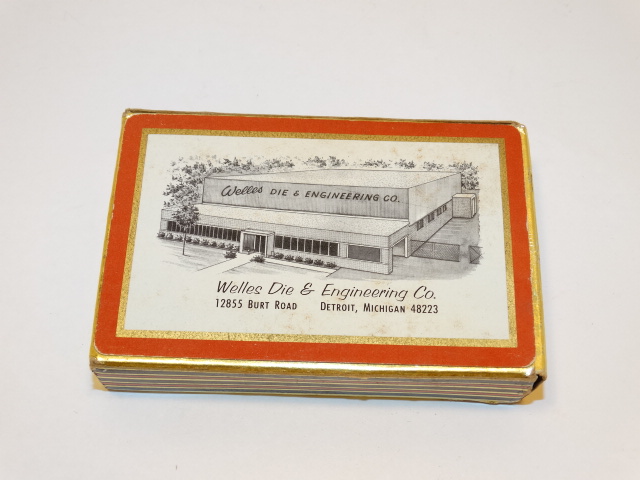 Welles DIE & ENGINEERING CO.
Welles Die & Engineering Co.
12855 BURT ROAD DETROIT, MICHIGAN 48223